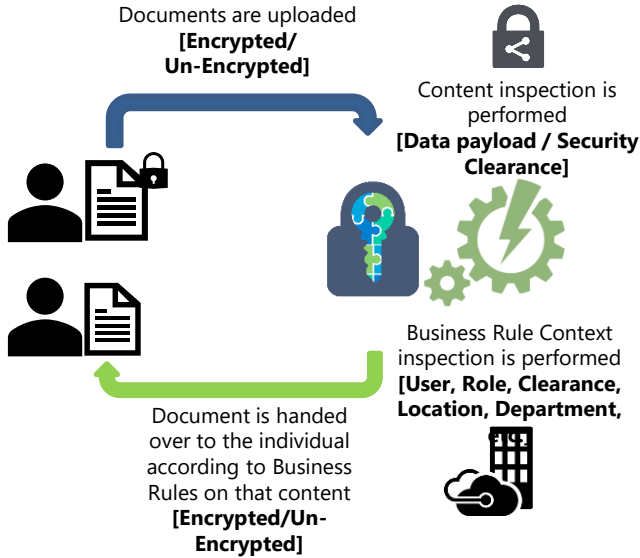 Documents are uploaded
[Encrypted/
Un-Encrypted]
Content inspection is
performed
[Data payload / Security
Clearance]
Business Rule Context
inspection is performed
[User, Role, Clearance,
Location, Department,
etc.]
Document is handed
over to the individual
according to Business
Rules on that content
[Encrypted/Un-
Encrypted]